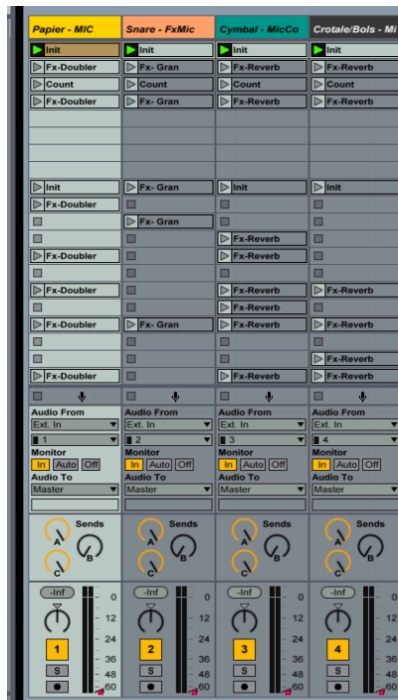 Papier - MIC Snare - FxMic Cymbal - MicCo Crotale/Bols - Mi
Init Init Init Init
Fx-Doubler Fx- Gran Fx-Reverb Fx-Reverb
Count Count Count Count
Fx-Doubler Fx- Gran Fx-Reverb Fx-Reverb
Init Fx- Gran Init Init
Fx-Doubler
Fx- Gran
Fx-Reverb
Fx-Doubler Fx-Reverb
Fx-Doubler Fx-Reverb Fx-Reverb
Fx-Reverb
Fx-Doubler Fx- Gran Fx-Reverb Fx-Reverb
Fx-Reverb
Fx-Doubler Fx-Reverb Fx-Reverb
Audio From Audio From Audio From Audio From
Ext. In Ext. In Ext. In Ext. In
1 2 3 4
Monitor Monitor Monitor Monitor
In Auto Off In Auto Off In Auto Off In Auto Off
Audio To Audio To Audio To Audio To
Master Master Master Master
Sends Sends Sends Sends
A B A B A B A B
C C C C
-Inf 0 -Inf 0 -Inf 0 -Inf 0
12 12 12 12
24 24 24 24
1 2 3 4
36 36 36 36
S 48 S 48 S 48 S 48
60 60 60 60